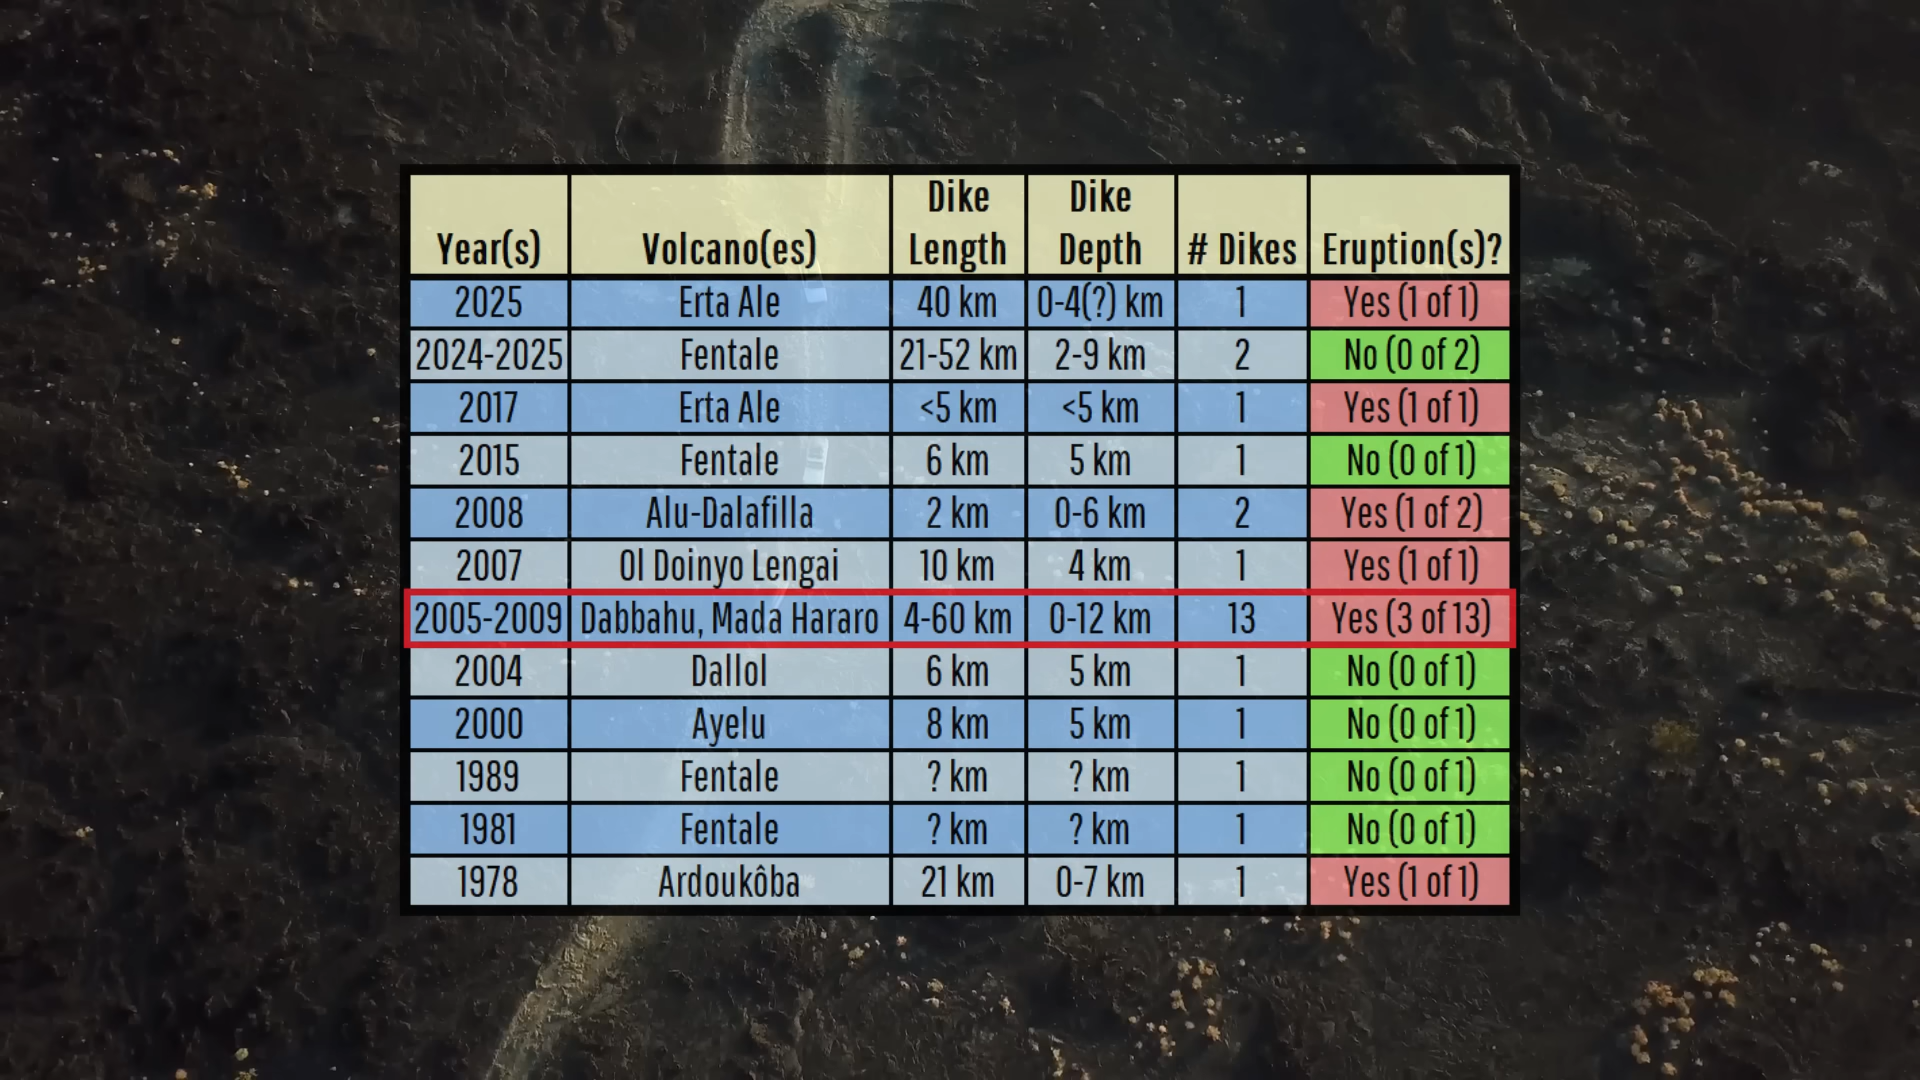 Year(s) Volcano(es) Dike Length Dike Depth # Dikes Eruption(s)?
2025 Erta Ale 40 km 0-4(?) km 1 Yes (1 of 1)
2024-2025 Fentale 21-52 km 2-9 km 2 No (0 of 2)
2017 Erta Ale <5 km <5 km 1 Yes (1 of 1)
2015 Fentale 6 km 5 km 1 No (0 of 1)
2008 Alu-Dalafilla 2 km 0-6 km 2 Yes (1 of 2)
2007 Ol Doinyo Lengai 10 km 4 km 1 Yes (1 of 1)
2005-2009 Dabbahu, Mada Hararo 4-60 km 0-12 km 13 Yes (3 of 13)
2004 Dallol 6 km 5 km 1 No (0 of 1)
2000 Ayelu 8 km 5 km 1 No (0 of 1)
1989 Fentale ? km ? km 1 No (0 of 1)
1981 Fentale ? km ? km 1 No (0 of 1)
1978 Ardoukôba 21 km 0-7 km 1 Yes (1 of 1)